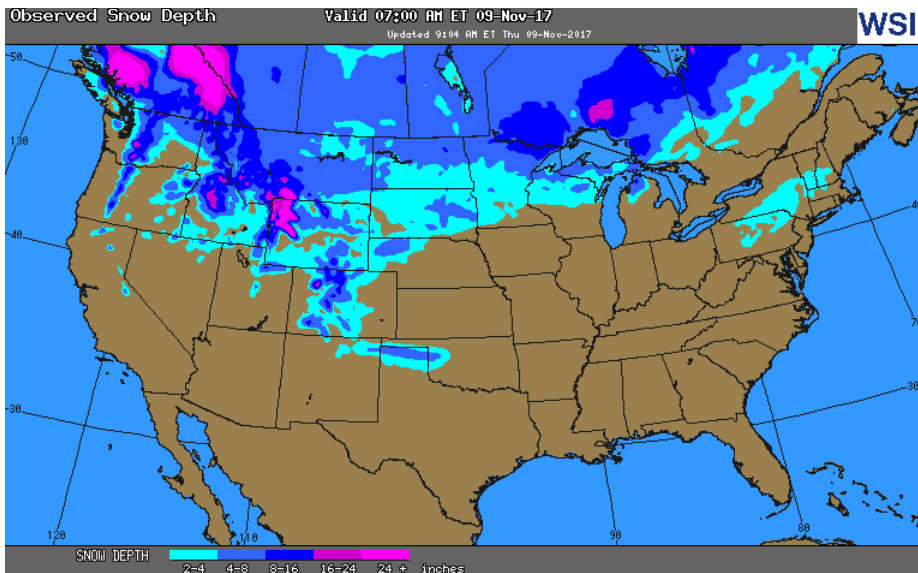 Observed Snow Depth Valid 07:00 AM ET 09-Nov-17 WSI
Updated 9:04 AM ET Thu 09-Nov-2017
50
130
40
30
120
110
90
80
30
SNOW DEPTH
2-4 4-8 8-16 16-24 24 + inches